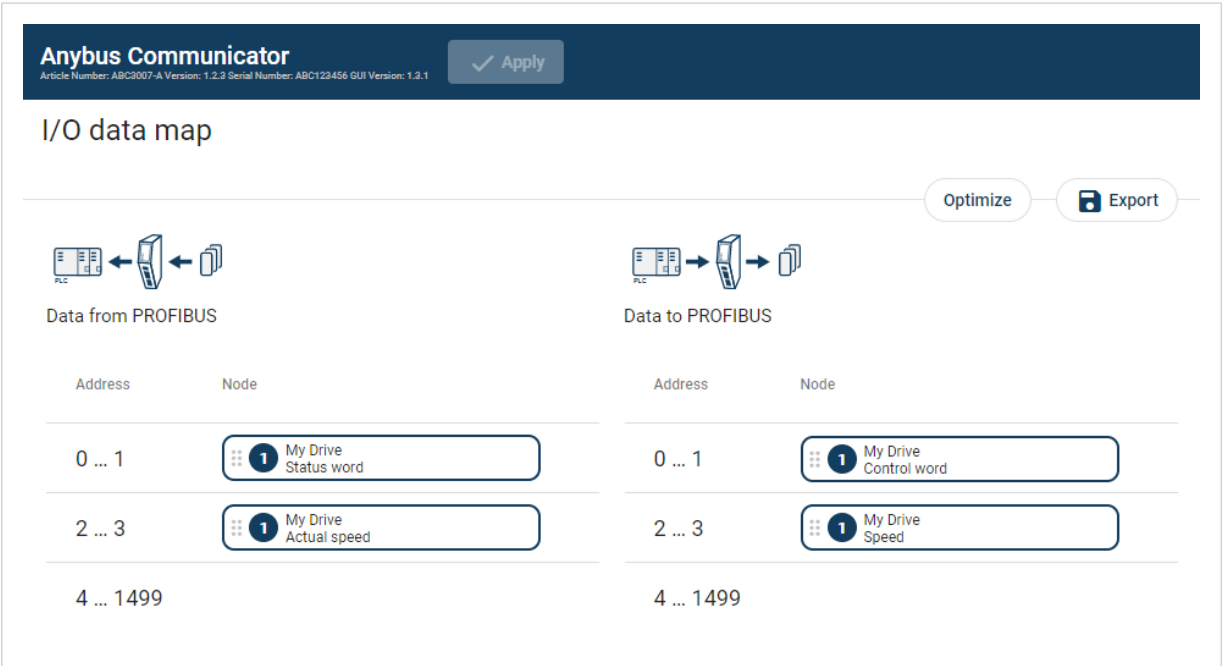 Anybus Communicator
Article Number: ABC3007-A Version: 1.2.3 Serial Number: ABC123456 GUI Version: 1.3.1
Apply
I/O data map
Optimize
Export
PLC
Data from PROFIBUS
Address Node
0 ... 1
1
My Drive
Status word
2 ... 3
1
My Drive
Actual speed
4 ... 1499
PLC
Data to PROFIBUS
Address Node
0 ... 1
1
My Drive
Control word
2 ... 3
1
My Drive
Speed
4 ... 1499